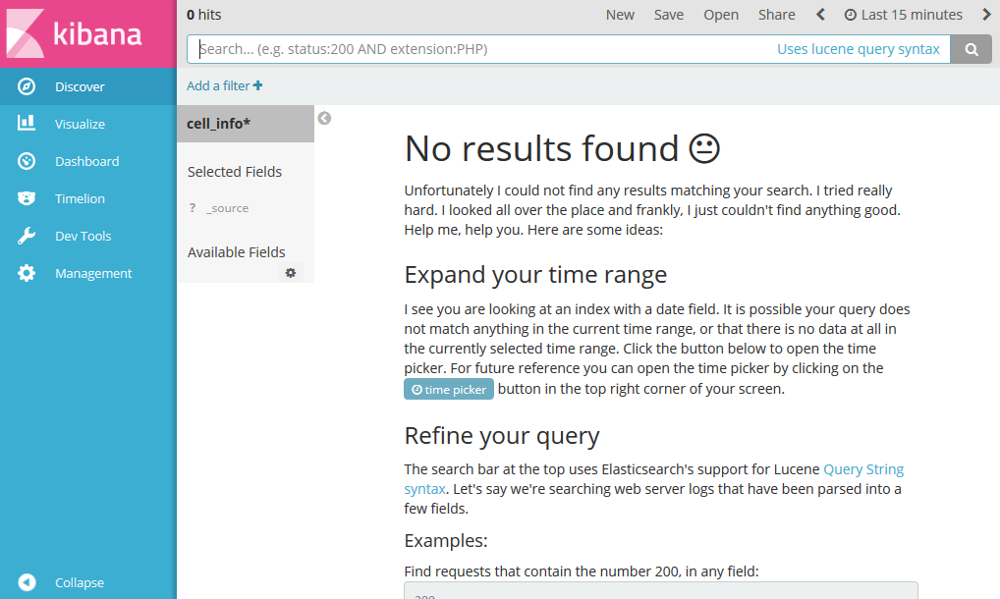 kibana
Discover
Visualize
Dashboard
Timelion
Dev Tools
Management
Collapse
0 hits
New Save Open Share Last 15 minutes
Search... (e.g. status:200 AND extension:PHP) Uses lucene query syntax
Add a filter +
cell_info*
Selected Fields
? _source
Available Fields
No results found
Unfortunately I could not find any results matching your search. I tried really
hard. I looked all over the place and frankly, I just couldn't find anything good.
Help me, help you. Here are some ideas:
Expand your time range
I see you are looking at an index with a date field. It is possible your query does
not match anything in the current time range, or that there is no data at all in
the currently selected time range. Click the button below to open the time
picker. For future reference you can open the time picker by clicking on the
time picker button in the top right corner of your screen.
Refine your query
The search bar at the top uses Elasticsearch's support for Lucene Query String
syntax. Let's say we're searching web server logs that have been parsed into a
few fields.
Examples:
Find requests that contain the number 200, in any field:
200